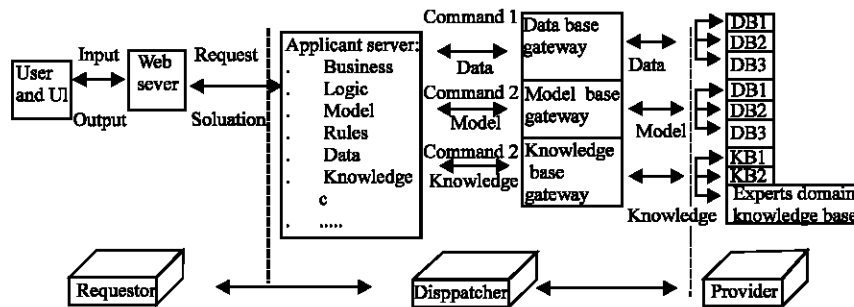 User
and UI
Input
Output
Web
sever
Request
Soluation
Applicant server:
. Business
. Logic
. Model
. Rules
. Data
. Knowledge
c
. .....
Command 1
Data
Command 2
Model
Command 2
Knowledge
Data base
gateway
Model base
gateway
Knowledge
base
gateway
Data
Model
Knowledge
DB1
DB2
DB3
DB1
DB2
DB3
KB1
KB2
Experts domain
knowledge base
Requestor
Disppatcher
Provider